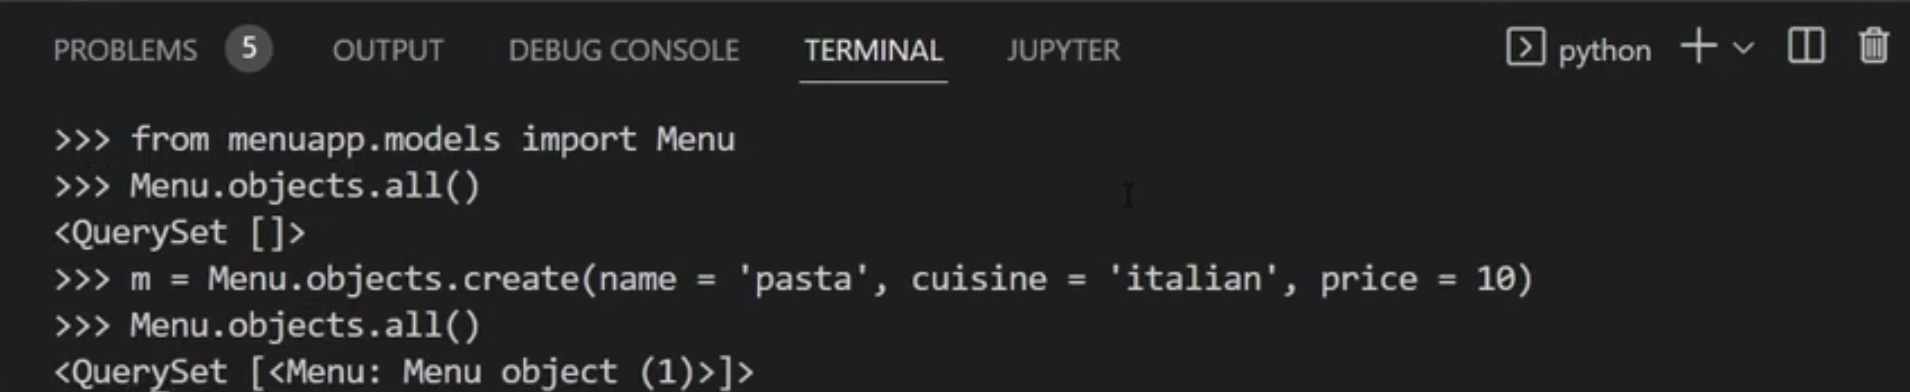 PROBLEMS 5 OUTPUT DEBUG CONSOLE TERMINAL JUPYTER python
>>> from menuapp.models import Menu
>>> Menu.objects.all()
<QuerySet []>
>>> m = Menu.objects.create(name = 'pasta', cuisine = 'italian', price = 10)
>>> Menu.objects.all()
<QuerySet [<Menu: Menu object (1)>]>